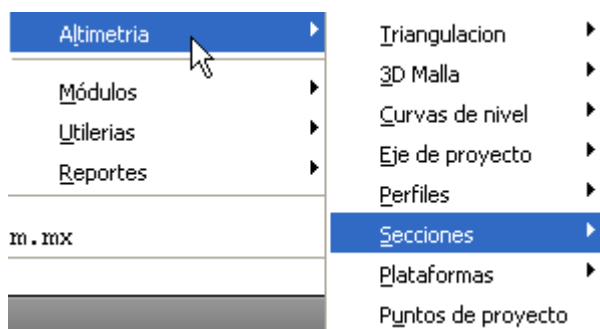 Altimetria
Módulos
Utilerias
Reportes
m.mx
Triangulacion
3D Malla
Curvas de nivel
Eje de proyecto
Perfiles
Secciones
Plataformas
Puntos de proyecto